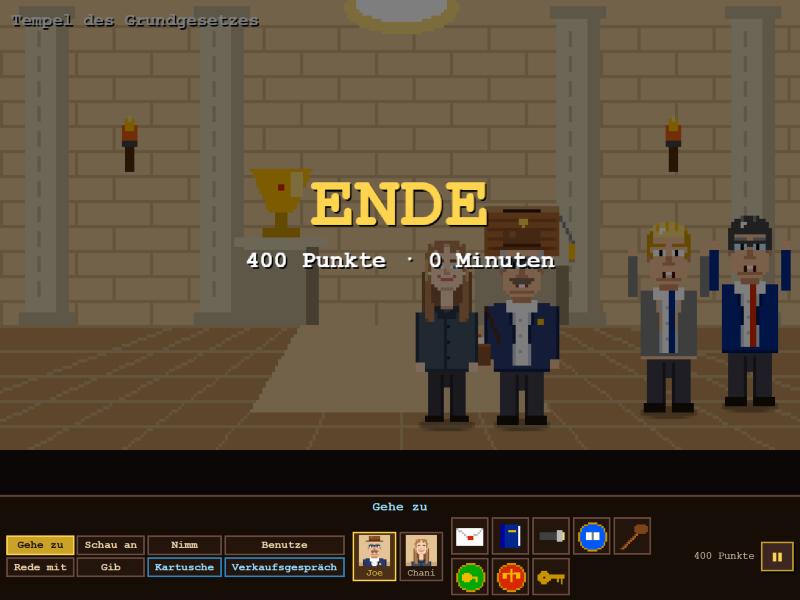 Tempel des Grundgesetzes
ENDE
400 Punkte · 0 Minuten
Gehe zu
Gehe zu Schau an Nimm Benutze
Rede mit Gib Kartusche Verkaufsgespräch
Joe Chani
400 Punkte